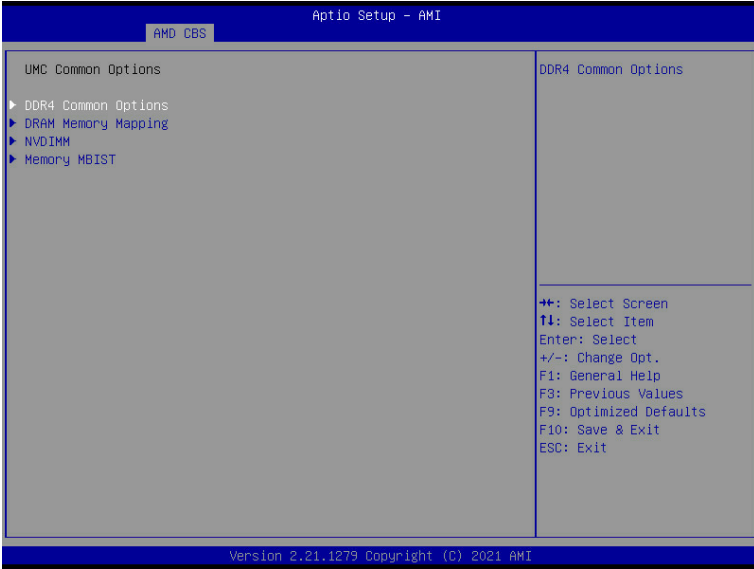 Aptio Setup – AMI
AMD CBS
UMC Common Options
DDR4 Common Options
DRAM Memory Mapping
NVDIMM
Memory MBIST
DDR4 Common Options
→←: Select Screen
↑↓: Select Item
Enter: Select
+/-: Change Opt.
F1: General Help
F3: Previous Values
F9: Optimized Defaults
F10: Save & Exit
ESC: Exit
Version 2.21.1279 Copyright (C) 2021 AMI